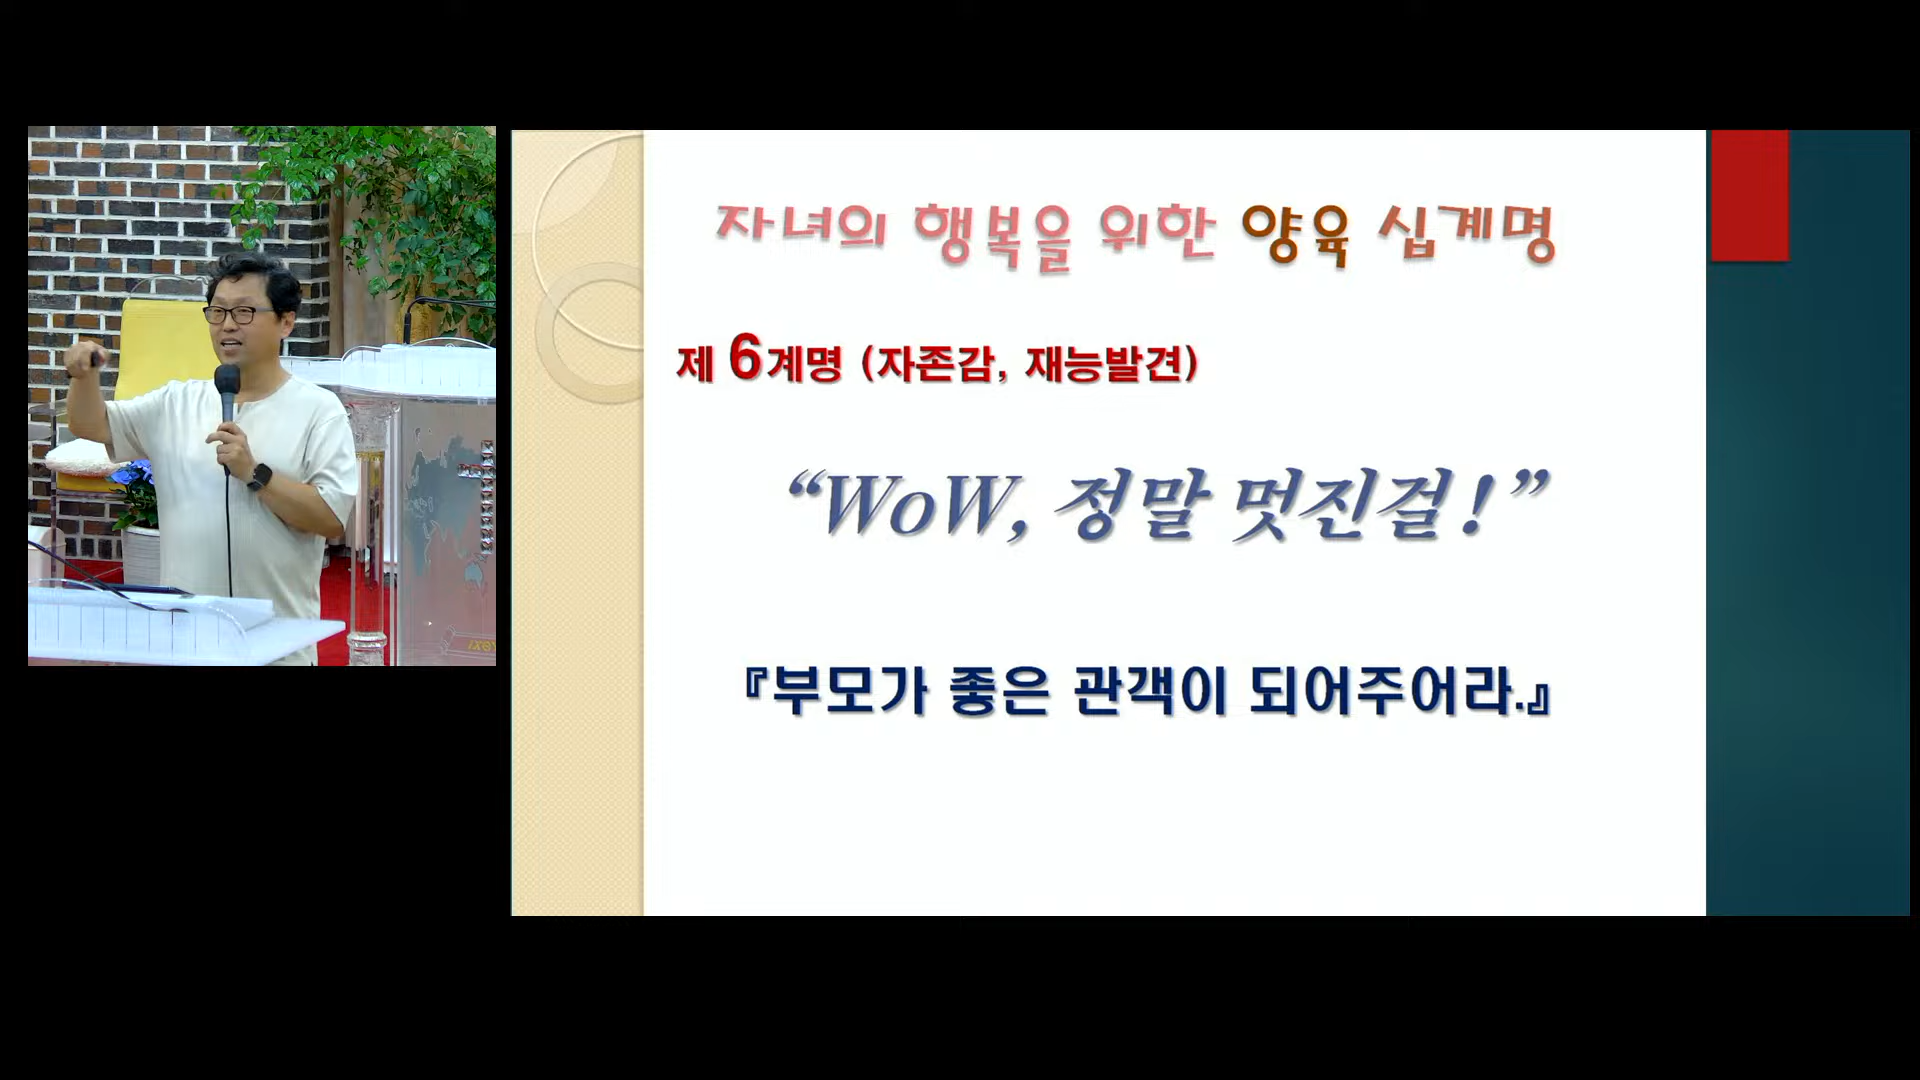 자녀의 행복을 위한 양육 십계명
제 6계명 (자존감, 재능발견)
“WoW, 정말 멋진걸!”
『부모가 좋은 관객이 되어주어라.』